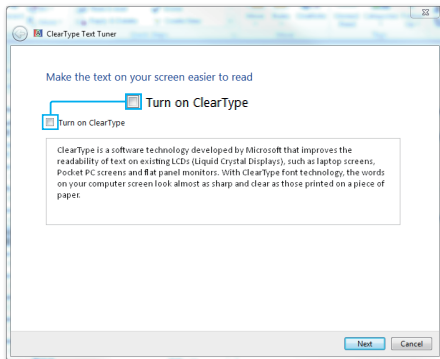 ClearType Text Tuner
Make the text on your screen easier to read
Turn on ClearType
Turn on ClearType
ClearType is a software technology developed by Microsoft that improves the
readability of text on existing LCDs (Liquid Crystal Displays), such as laptop screens,
Pocket PC screens and flat panel monitors. With ClearType font technology, the words
on your computer screen look almost as sharp and clear as those printed on a piece of
paper.
Next
Cancel